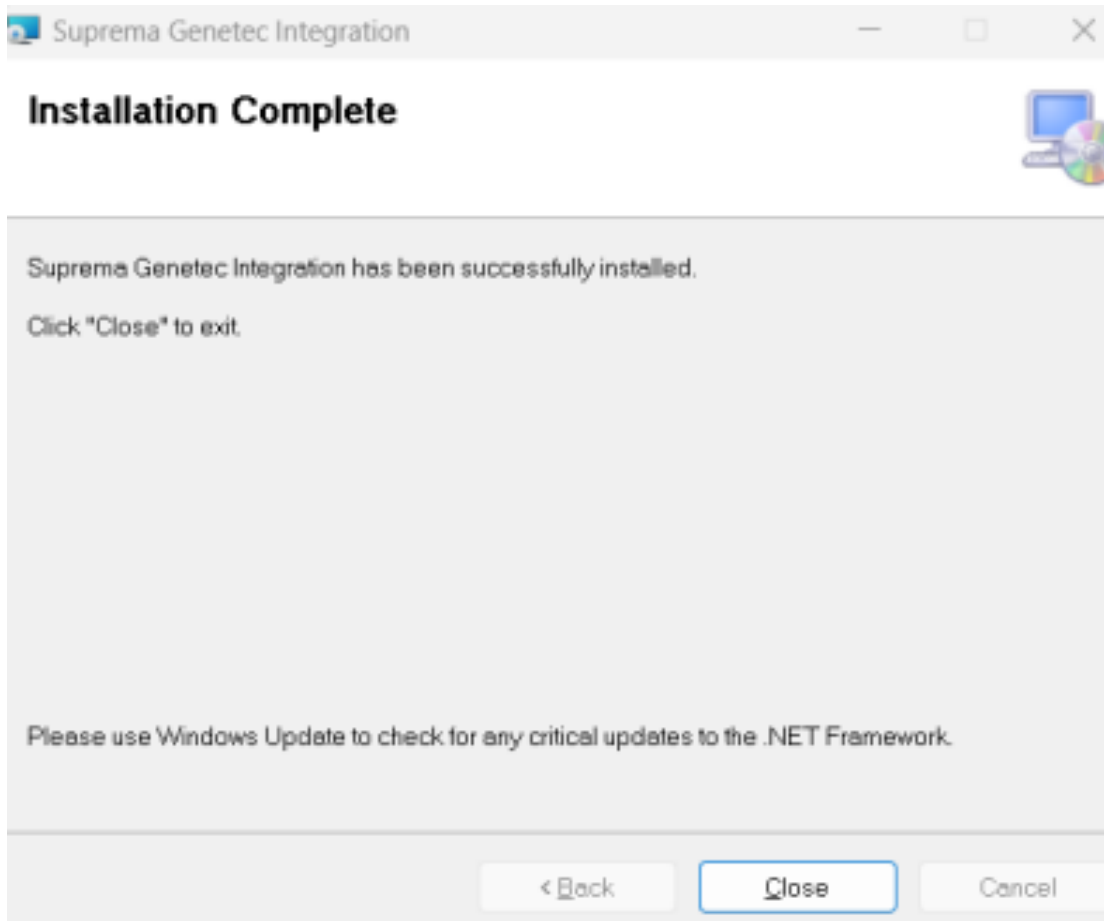 Suprema Genetec Integration
Installation Complete
Suprema Genetec Integration has been successfully installed.
Click "Close" to exit.
Please use Windows Update to check for any critical updates to the .NET Framework.
< Back
Close
Cancel